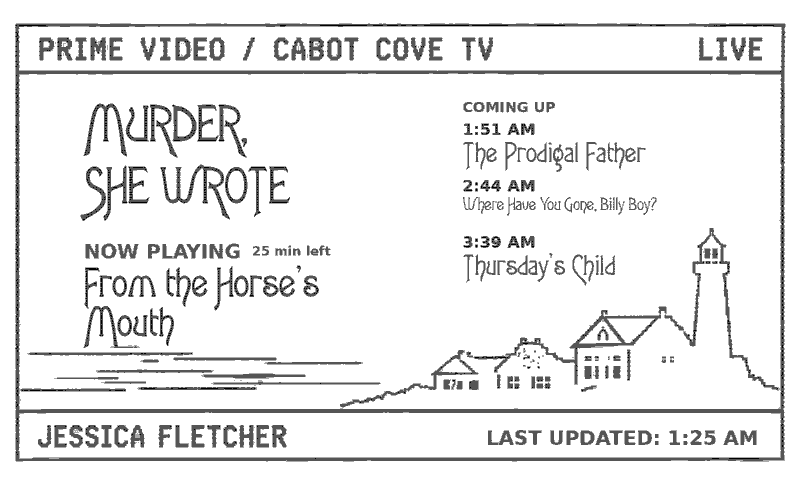 PRIME VIDEO / CABOT COVE TV
LIVE
MURDER,
SHE WROTE
NOW PLAYING 25 min left
From the Horse's
Mouth
COMING UP
1:51 AM
The Prodigal Father
2:44 AM
Where Have You Gone, Billy Boy?
3:39 AM
Thursday's Child
JESSICA FLETCHER
LAST UPDATED: 1:25 AM